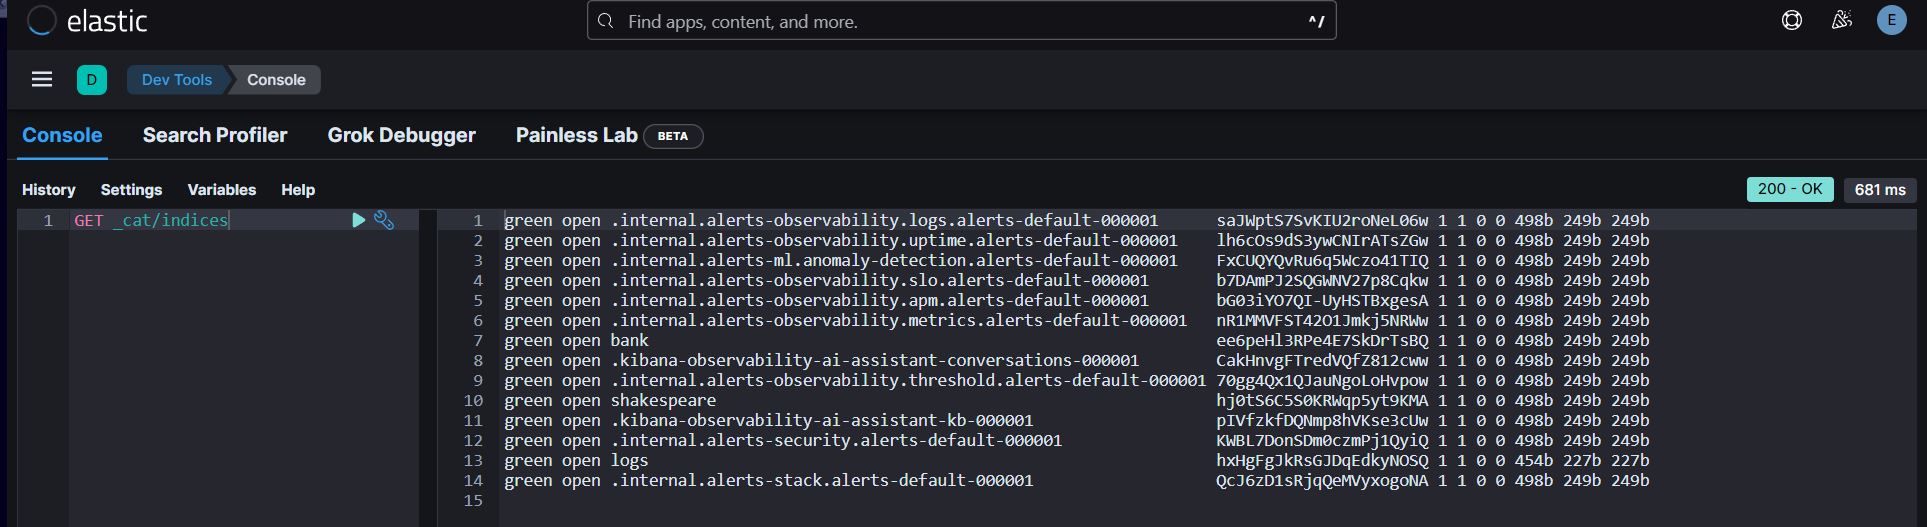 elastic
Find apps, content, and more.
^/
E
D
Dev Tools
Console
Console
Search Profiler
Grok Debugger
Painless Lab
BETA
History
Settings
Variables
Help
200 - OK
681 ms
1 GET _cat/indices
1 green open .internal.alerts-observability.logs.alerts-default-000001 saJWptS7SvKIU2roNeL06w 1 1 0 0 498b 249b 249b
2 green open .internal.alerts-observability.uptime.alerts-default-000001 lh6cOs9dS3ywCNIrATsZGw 1 1 0 0 498b 249b 249b
3 green open .internal.alerts-ml.anomaly-detection.alerts-default-000001 FxCUQYQvRu6q5Wczo41TIQ 1 1 0 0 498b 249b 249b
4 green open .internal.alerts-observability.slo.alerts-default-000001 b7DAmPJ2SQGWNV27p8Cqkw 1 1 0 0 498b 249b 249b
5 green open .internal.alerts-observability.apm.alerts-default-000001 bG03iYO7QI-UyHSTBxgesA 1 1 0 0 498b 249b 249b
6 green open .internal.alerts-observability.metrics.alerts-default-000001 nR1MMVFST42O1Jmkj5NRWw 1 1 0 0 498b 249b 249b
7 green open bank ee6peHl3RPe4E7SkDrTsBQ 1 1 0 0 498b 249b 249b
8 green open .kibana-observability-ai-assistant-conversations-000001 CakHnvgFTredVQfZ812cww 1 1 0 0 498b 249b 249b
9 green open .internal.alerts-observability.threshold.alerts-default-000001 70gg4Qx1QJauNgoLoHvpow 1 1 0 0 498b 249b 249b
10 green open shakespeare hj0tS6C5S0KRWqp5yt9KMA 1 1 0 0 498b 249b 249b
11 green open .kibana-observability-ai-assistant-kb-000001 pIVfzkfDQNmp8hVKse3cUw 1 1 0 0 498b 249b 249b
12 green open .internal.alerts-security.alerts-default-000001 KWBL7DonSDm0czmPj1QyiQ 1 1 0 0 498b 249b 249b
13 green open logs hxHgFgJkRsGJDqEdkyNOSQ 1 1 0 0 454b 227b 227b
14 green open .internal.alerts-stack.alerts-default-000001 QcJ6zD1sRjqQeMVyxogoNA 1 1 0 0 498b 249b 249b
15